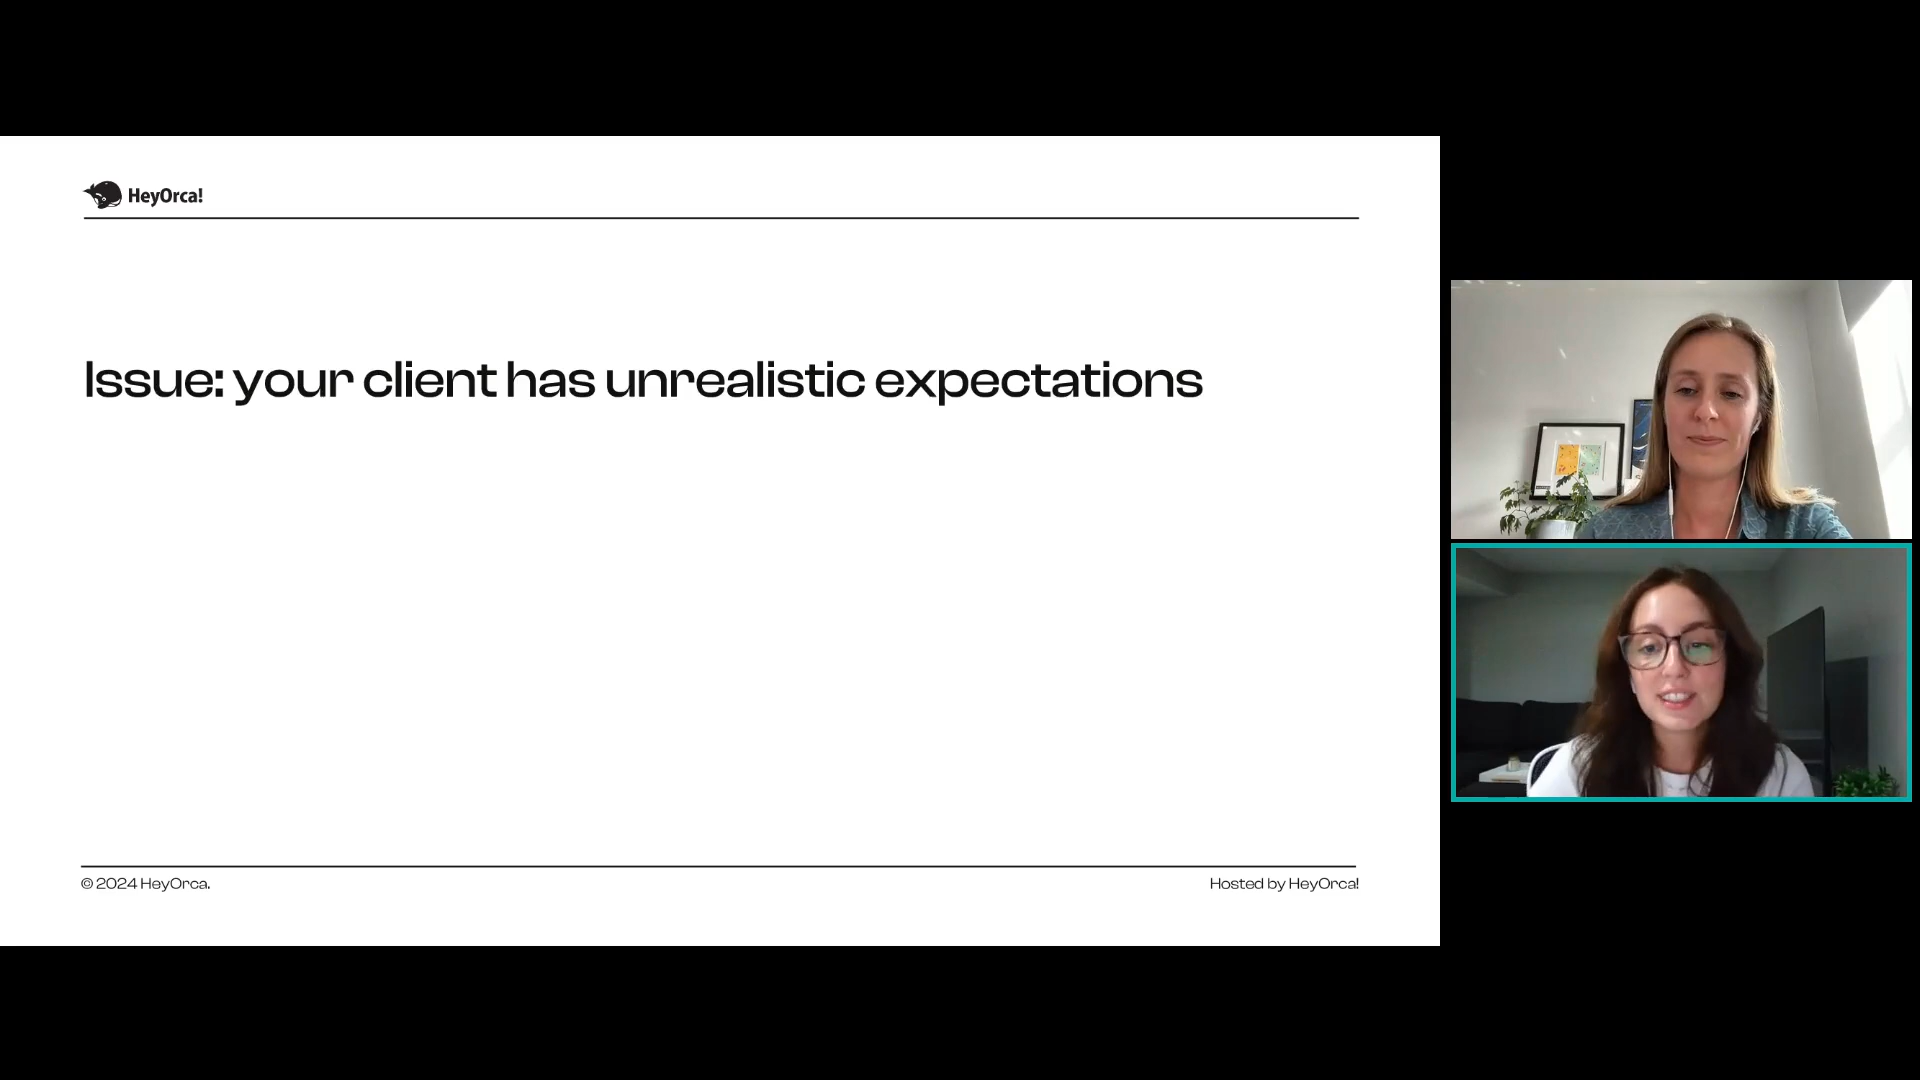 HeyOrca!
Issue: your client has unrealistic expectations
© 2024 HeyOrca.
Hosted by HeyOrca!